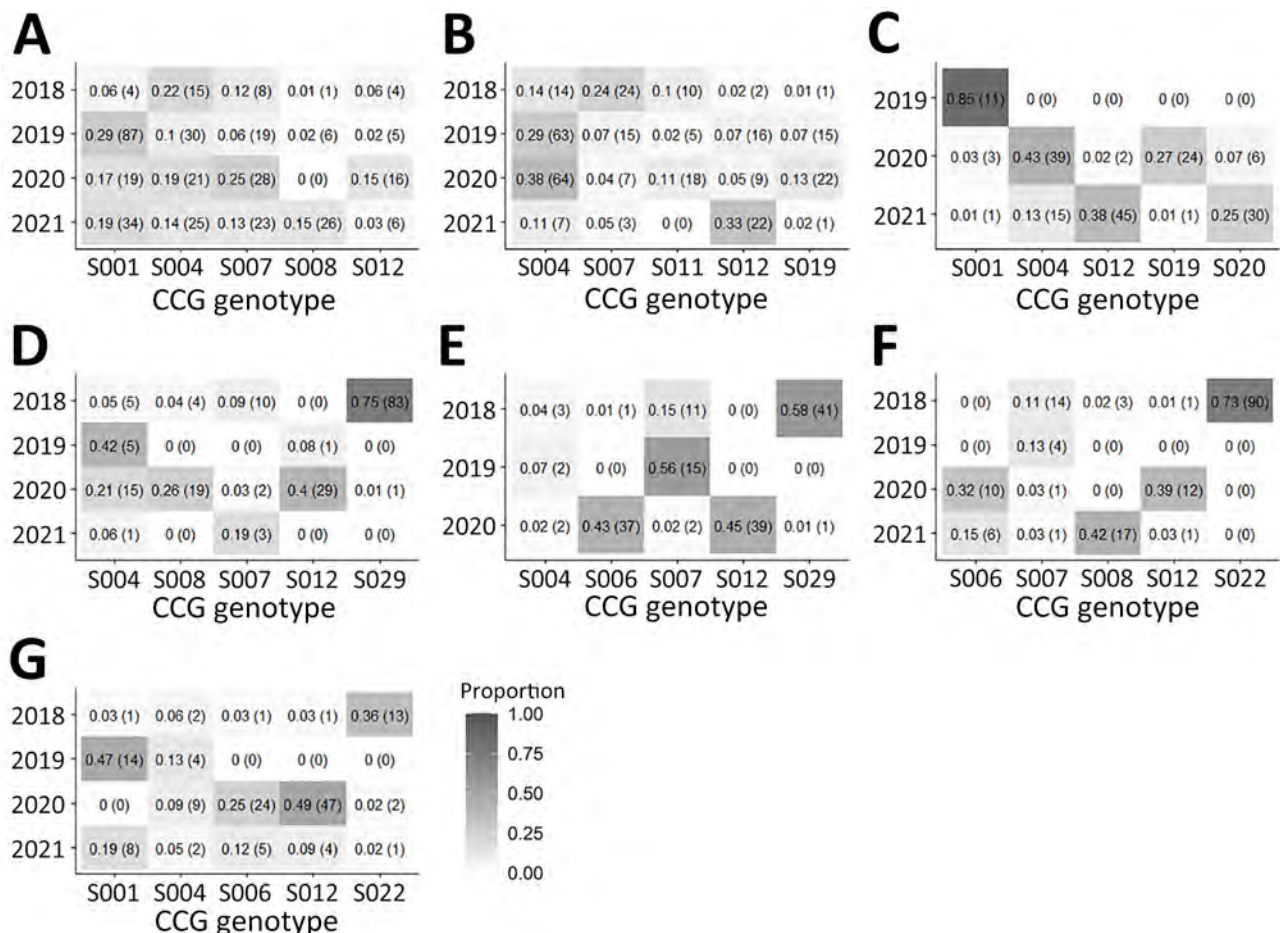 A
2018 0.06 (4) 0.22 (15) 0.12 (8) 0.01 (1) 0.06 (4)
2019 0.29 (87) 0.1 (30) 0.06 (19) 0.02 (6) 0.02 (5)
2020 0.17 (19) 0.19 (21) 0.25 (28) 0 (0) 0.15 (16)
2021 0.19 (34) 0.14 (25) 0.13 (23) 0.15 (26) 0.03 (6)
S001 S004 S007 S008 S012
CCG genotype
B
2018 0.14 (14) 0.24 (24) 0.1 (10) 0.02 (2) 0.01 (1)
2019 0.29 (63) 0.07 (15) 0.02 (5) 0.07 (16) 0.07 (15)
2020 0.38 (64) 0.04 (7) 0.11 (18) 0.05 (9) 0.13 (22)
2021 0.11 (7) 0.05 (3) 0 (0) 0.33 (22) 0.02 (1)
S004 S007 S011 S012 S019
CCG genotype
C
2019 0.85 (11) 0 (0) 0 (0) 0 (0) 0 (0)
2020 0.03 (3) 0.43 (39) 0.02 (2) 0.27 (24) 0.07 (6)
2021 0.01 (1) 0.13 (15) 0.38 (45) 0.01 (1) 0.25 (30)
S001 S004 S012 S019 S020
CCG genotype
D
2018 0.05 (5) 0.04 (4) 0.09 (10) 0 (0) 0.75 (83)
2019 0.42 (5) 0 (0) 0 (0) 0.08 (1) 0 (0)
2020 0.21 (15) 0.26 (19) 0.03 (2) 0.4 (29) 0.01 (1)
2021 0.06 (1) 0 (0) 0.19 (3) 0 (0) 0 (0)
S004 S008 S007 S012 S029
CCG genotype
E
2018 0.04 (3) 0.01 (1) 0.15 (11) 0 (0) 0.58 (41)
2019 0.07 (2) 0 (0) 0.56 (15) 0 (0) 0 (0)
2020 0.02 (2) 0.43 (37) 0.02 (2) 0.45 (39) 0.01 (1)
S004 S006 S007 S012 S029
CCG genotype
F
2018 0 (0) 0.11 (14) 0.02 (3) 0.01 (1) 0.73 (90)
2019 0 (0) 0.13 (4) 0 (0) 0 (0) 0 (0)
2020 0.32 (10) 0.03 (1) 0 (0) 0.39 (12) 0 (0)
2021 0.15 (6) 0.03 (1) 0.42 (17) 0.03 (1) 0 (0)
S006 S007 S008 S012 S022
CCG genotype
G
2018 0.03 (1) 0.06 (2) 0.03 (1) 0.03 (1) 0.36 (13)
2019 0.47 (14) 0.13 (4) 0 (0) 0 (0) 0 (0)
2020 0 (0) 0.09 (9) 0.25 (24) 0.49 (47) 0.02 (2)
2021 0.19 (8) 0.05 (2) 0.12 (5) 0.09 (4) 0.02 (1)
S001 S004 S006 S012 S022
CCG genotype
Proportion
1.00
0.75
0.50
0.25
0.00